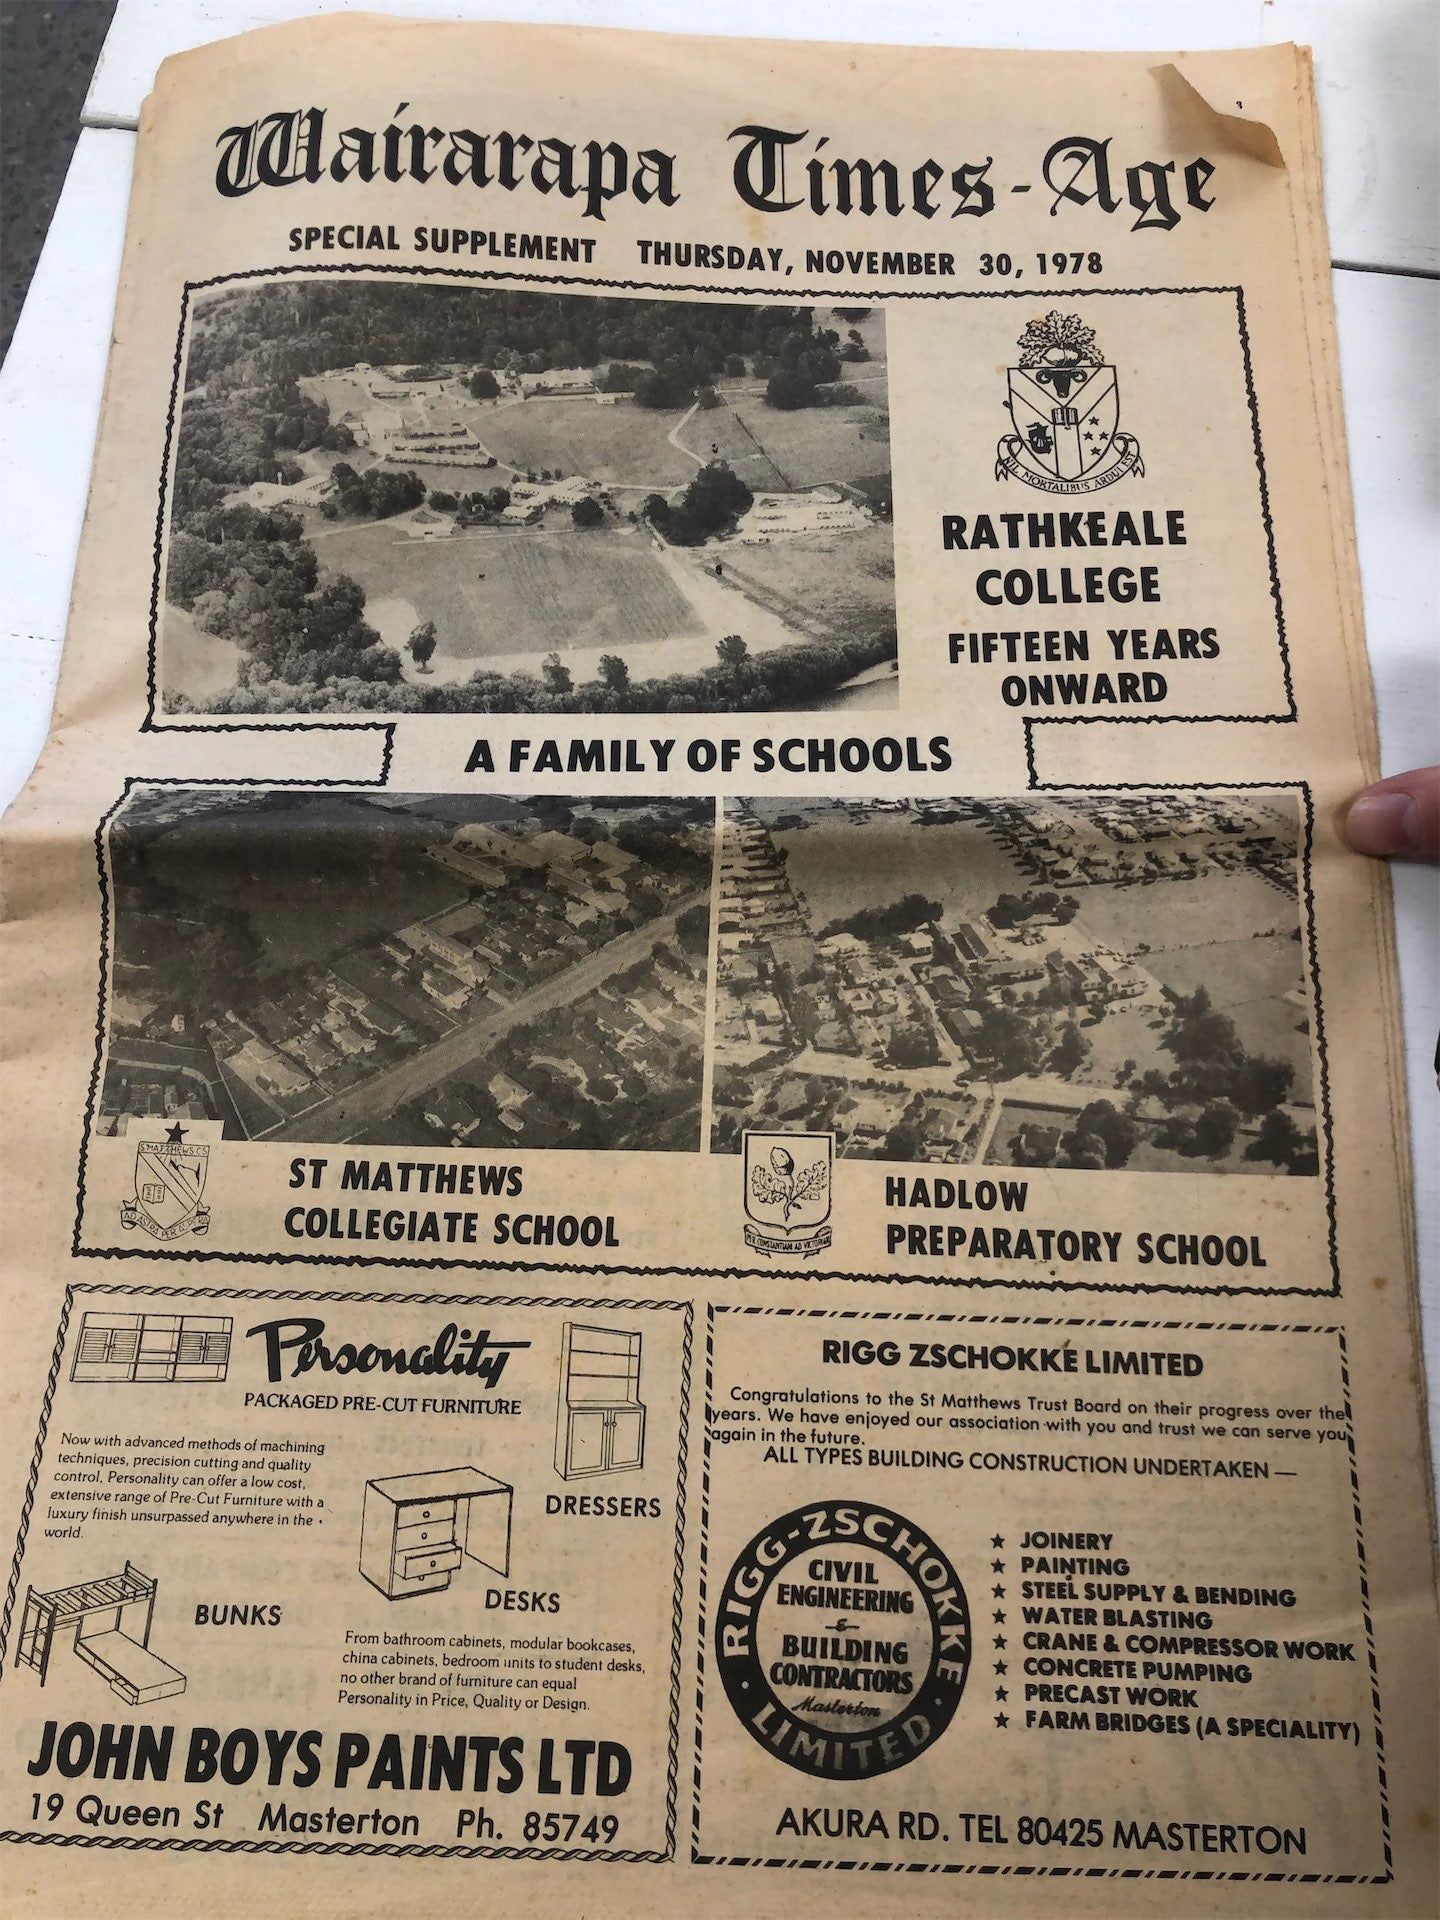 3
Wairarapa Times-Age
SPECIAL SUPPLEMENT THURSDAY, NOVEMBER 30, 1978
NIL MORTALIBUS ARDUI EST
RATHKEALE
COLLEGE
FIFTEEN YEARS
ONWARD
A FAMILY OF SCHOOLS
S.MATTHEWS.C.S
AD ASTRA PER ASPERA
ST MATTHEWS
COLLEGIATE SCHOOL
PER CONSTANTIAM AD VICTORIAM
HADLOW
PREPARATORY SCHOOL
Personality
PACKAGED PRE-CUT FURNITURE
Now with advanced methods of machining
techniques, precision cutting and quality
control, Personality can offer a low cost,
extensive range of Pre-Cut Furniture with a
luxury finish unsurpassed anywhere in the
world.
DRESSERS
DESKS
BUNKS
From bathroom cabinets, modular bookcases,
china cabinets, bedroom units to student desks,
no other brand of furniture can equal
Personality in Price, Quality or Design.
JOHN BOYS PAINTS LTD
19 Queen St Masterton Ph. 85749
RIGG ZSCHOKKE LIMITED
Congratulations to the St Matthews Trust Board on their progress over the
years. We have enjoyed our association with you and trust we can serve you
again in the future.
ALL TYPES BUILDING CONSTRUCTION UNDERTAKEN —
RIGG-ZSCHOKKE
LIMITED
CIVIL
ENGINEERING
&
BUILDING
CONTRACTORS
Masterton
★ JOINERY
★ PAINTING
★ STEEL SUPPLY & BENDING
★ WATER BLASTING
★ CRANE & COMPRESSOR WORK
★ CONCRETE PUMPING
★ PRECAST WORK
★ FARM BRIDGES (A SPECIALITY)
AKURA RD. TEL 80425 MASTERTON